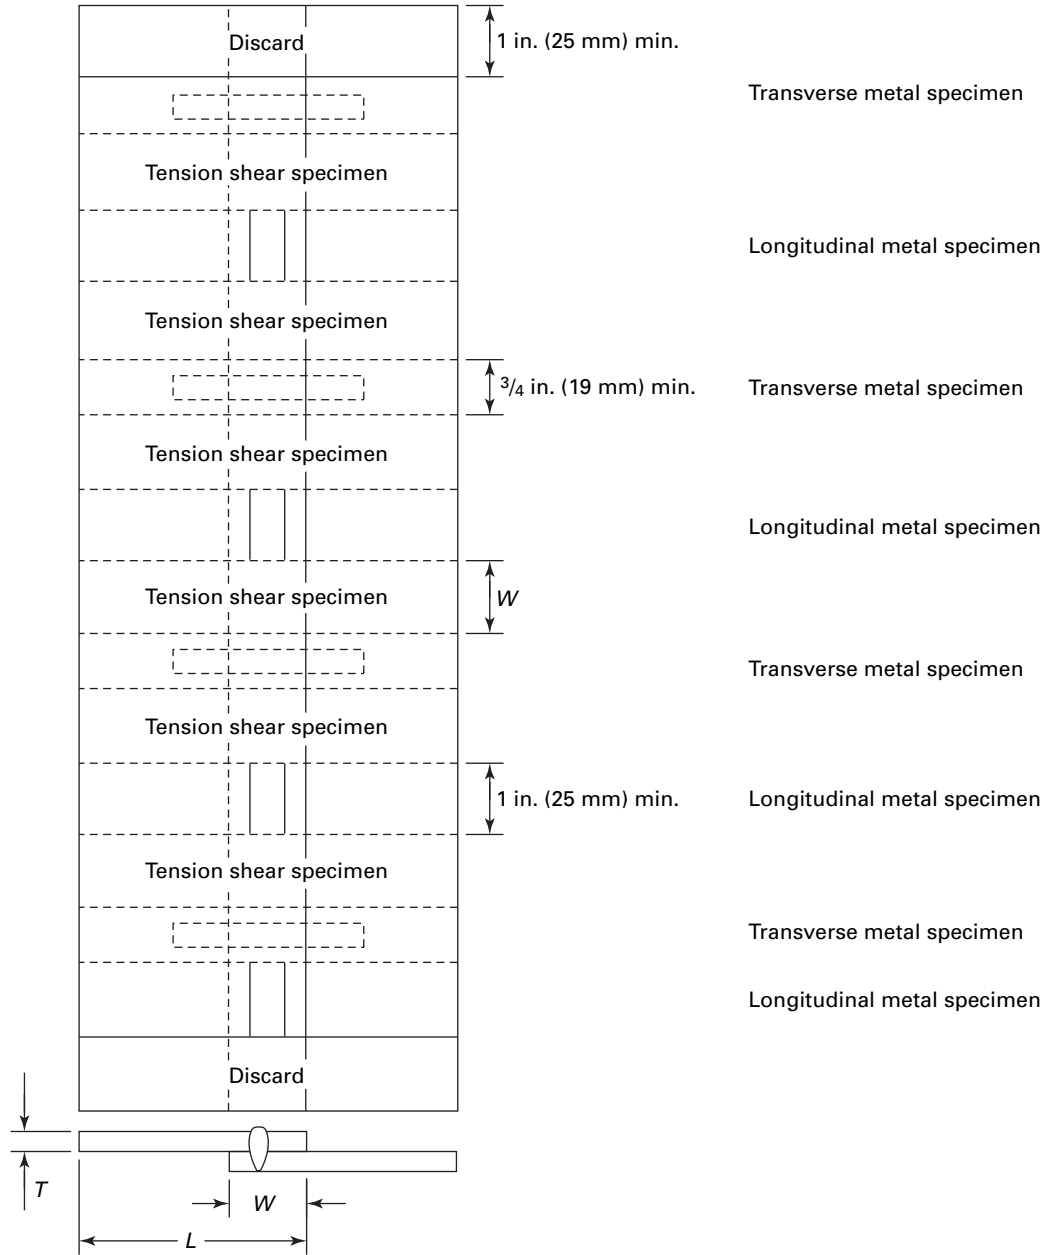 Discard
1 in. (25 mm) min.
Transverse metal specimen
Tension shear specimen
Longitudinal metal specimen
Tension shear specimen
3/4 in. (19 mm) min.
Transverse metal specimen
Tension shear specimen
Longitudinal metal specimen
Tension shear specimen
W
Transverse metal specimen
Tension shear specimen
1 in. (25 mm) min.
Longitudinal metal specimen
Tension shear specimen
Transverse metal specimen
Longitudinal metal specimen
Discard
T
W
L